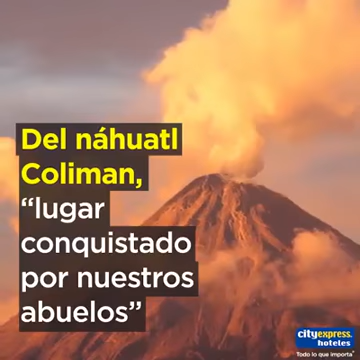 Del náhuatl
Coliman,
“lugar
conquistado
por nuestros
abuelos”
cityexpress.
hoteles
Todo lo que importa